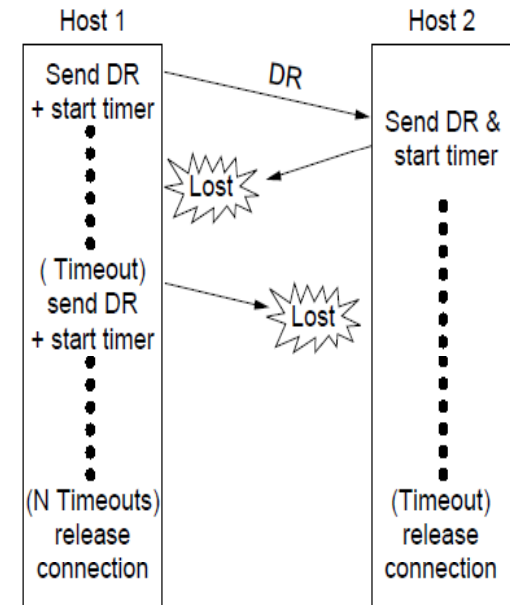 Host 1
Host 2
Send DR
+ start timer
DR
Send DR &
start timer
Lost
( Timeout)
send DR
+ start timer
Lost
(N Timeouts)
release
connection
(Timeout)
release
connection